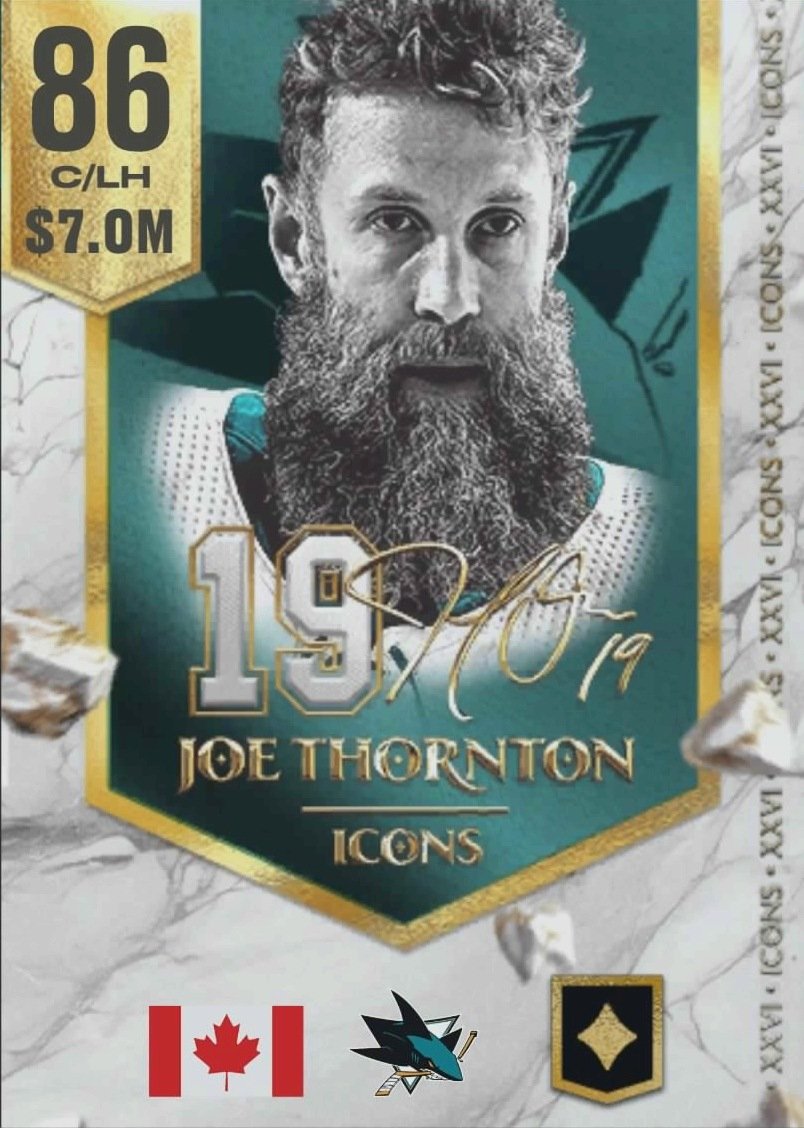 86
C/LH
$7.0M
19
19
JOE THORNTON
ICONS
XXVI • ICONS • XXVI • ICONS • XXVI • ICONS • XXVI • ICONS •